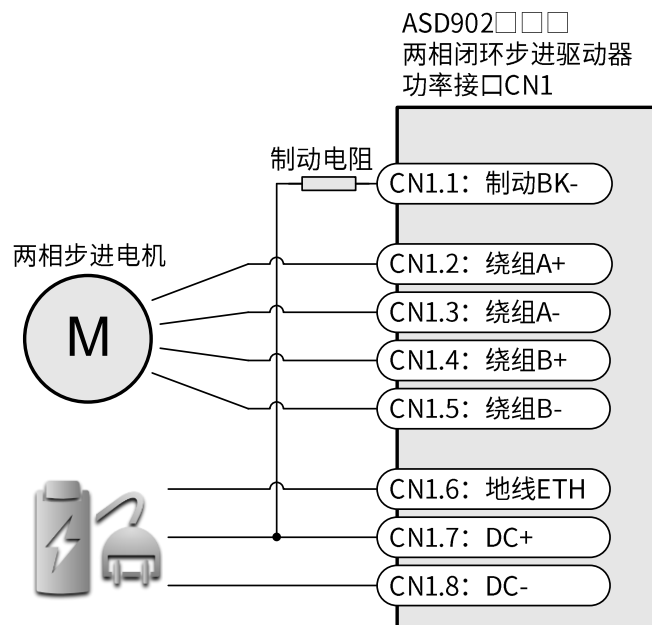 ASD902□□□
两相闭环步进驱动器
功率接口CN1
制动电阻
CN1.1：制动BK-
两相步进电机
M
CN1.2：绕组A+
CN1.3：绕组A-
CN1.4：绕组B+
CN1.5：绕组B-
CN1.6：地线ETH
CN1.7：DC+
CN1.8：DC-